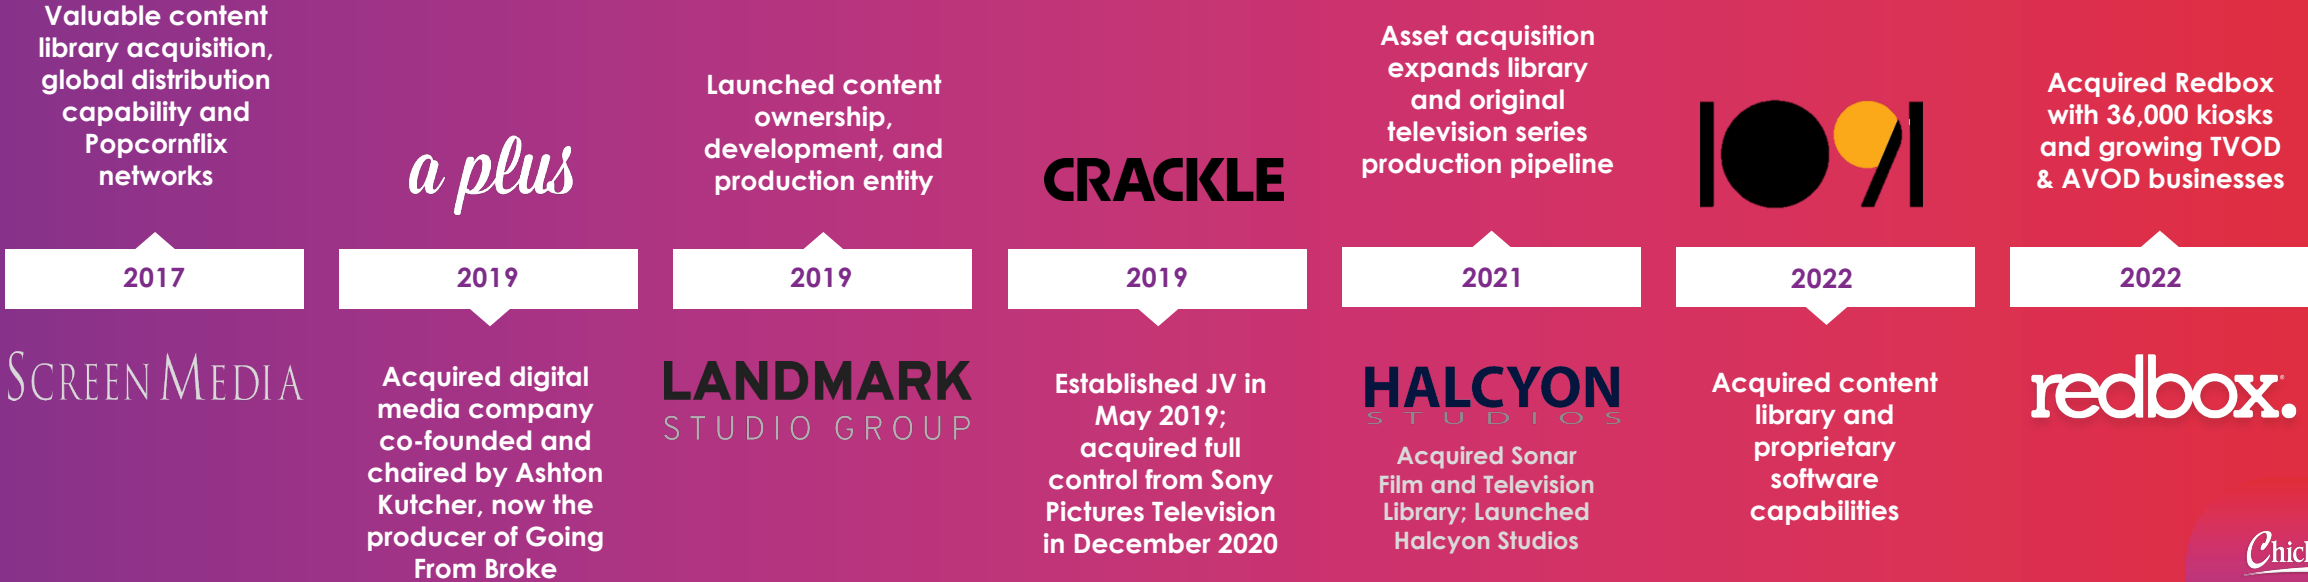 Valuable content
library acquisition,
global distribution
capability and
Popcornflix
networks
2017
SCREEN MEDIA
a plus
2019
Acquired digital
media company
co-founded and
chaired by Ashton
Kutcher, now the
producer of Going
From Broke
Launched content
ownership,
development, and
production entity
2019
LANDMARK
STUDIO GROUP
CRACKLE
2019
Established JV in
May 2019;
acquired full
control from Sony
Pictures Television
in December 2020
Asset acquisition
expands library
and original
television series
production pipeline
2021
HALCYON
STUDIOS
Acquired Sonar
Film and Television
Library; Launched
Halcyon Studios
1091
2022
Acquired content
library and
proprietary
software
capabilities
Acquired Redbox
with 36,000 kiosks
and growing TVOD
& AVOD businesses
2022
redbox.